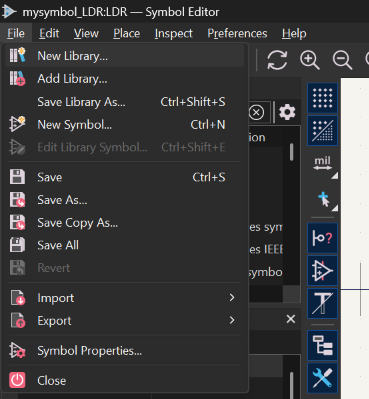 mysymbol_LDR:LDR — Symbol Editor
File Edit View Place Inspect Preferences Help
New Library...
Add Library...
Save Library As... Ctrl+Shift+S
New Symbol... Ctrl+N
Edit Library Symbol... Ctrl+Shift+E
Save Ctrl+S
Save As...
Save Copy As...
Save All
Revert
Import
Export
Symbol Properties...
Close
ion
es sym
es IEEE
symbo
mil